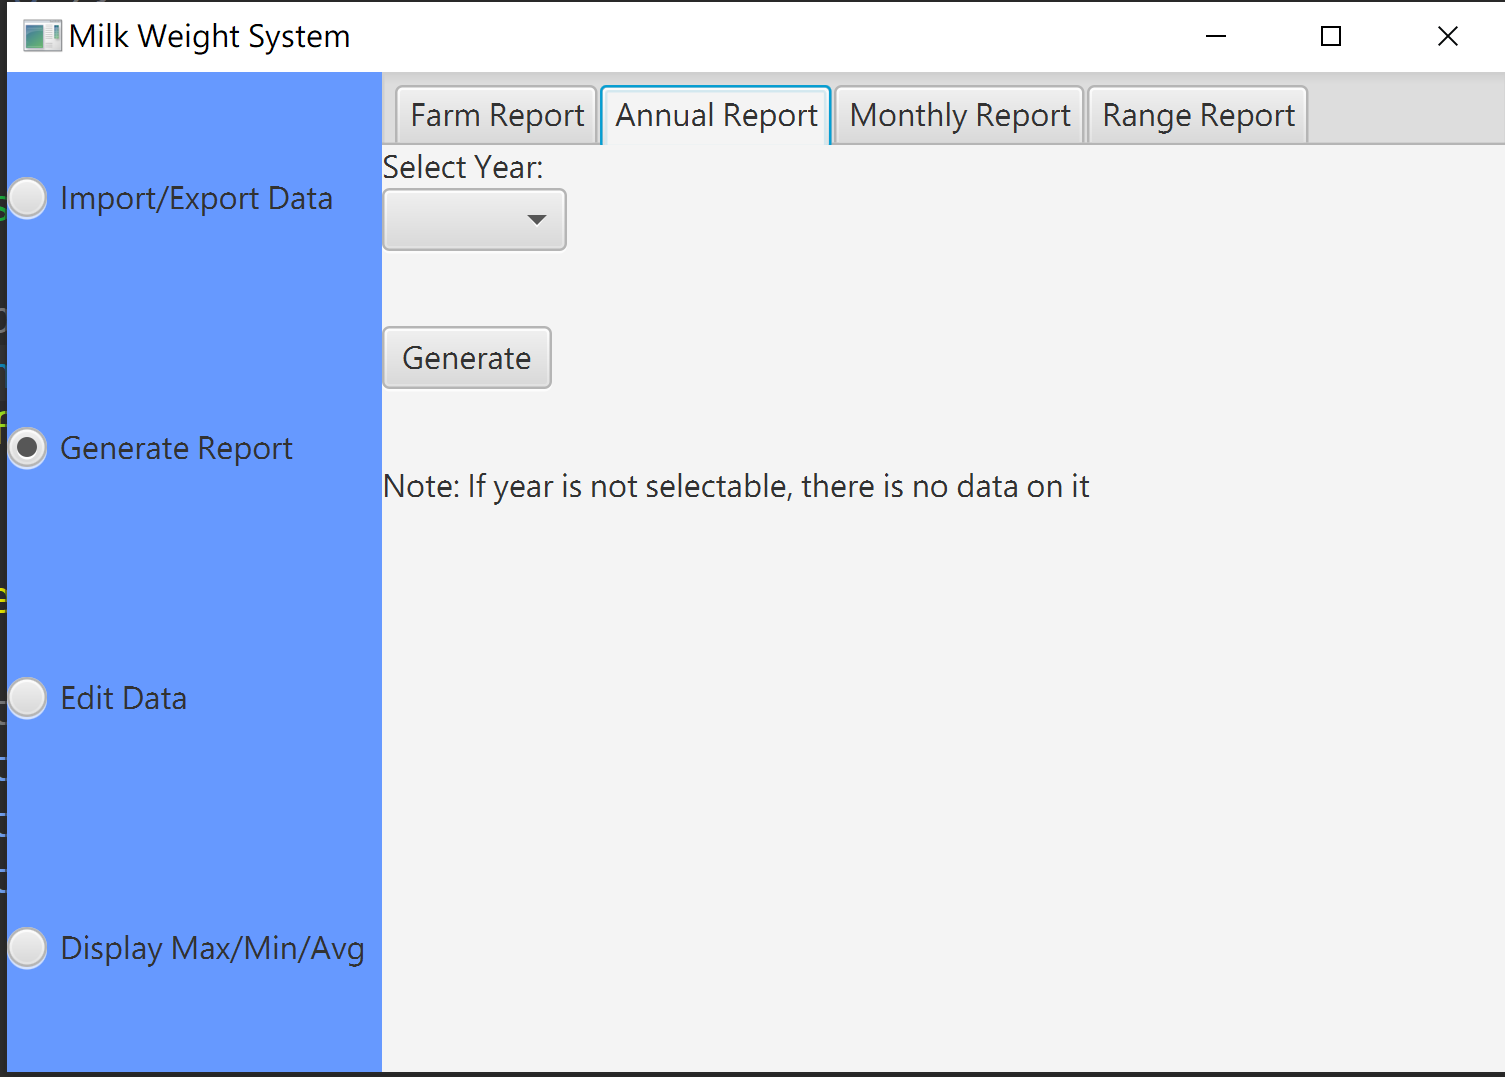 Milk Weight System
Farm Report Annual Report Monthly Report Range Report
Import/Export Data
Generate Report
Edit Data
Display Max/Min/Avg
Select Year:
Generate
Note: If year is not selectable, there is no data on it